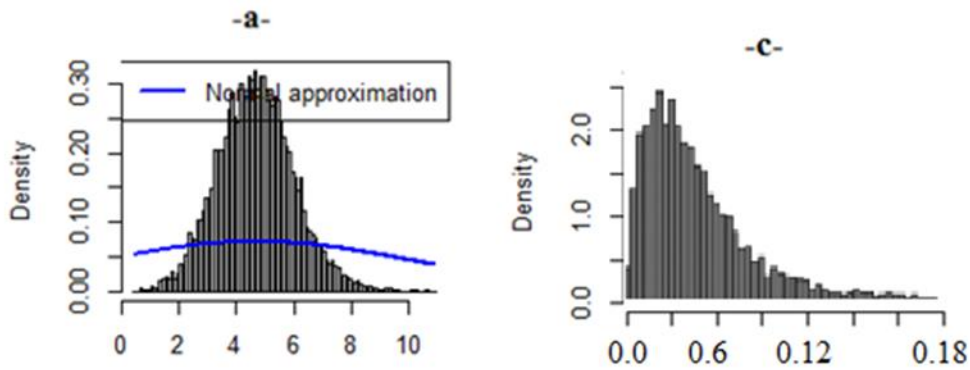 -a-
Normal approximation
Density
0.00 0.10 0.20 0.30
0 2 4 6 8 10
-c-
Density
0.0 1.0 2.0
0.0 0.6 0.12 0.18